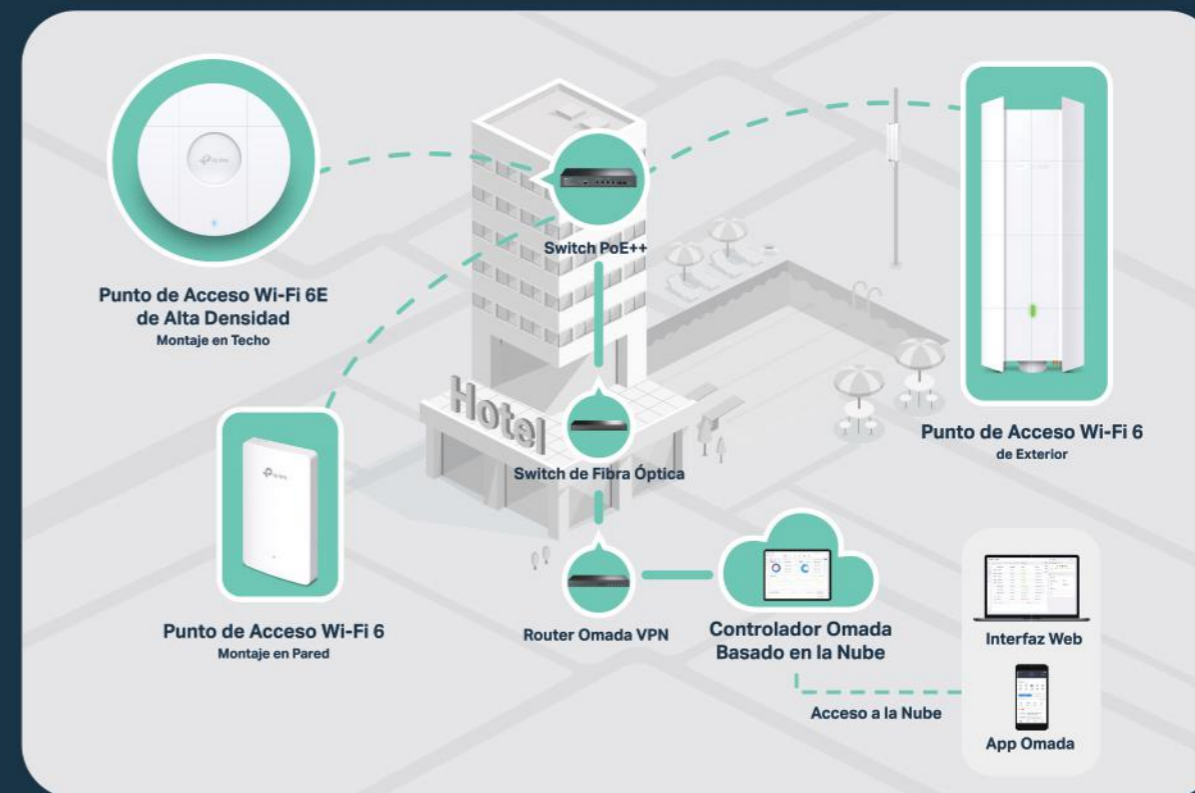 Switch PoE++
Punto de Acceso Wi-Fi 6E
de Alta Densidad
Montaje en Techo
Hotel
Punto de Acceso Wi-Fi 6
de Exterior
Switch de Fibra Óptica
Punto de Acceso Wi-Fi 6
Montaje en Pared
Router Omada VPN
Controlador Omada
Basado en la Nube
Interfaz Web
Acceso a la Nube
App Omada